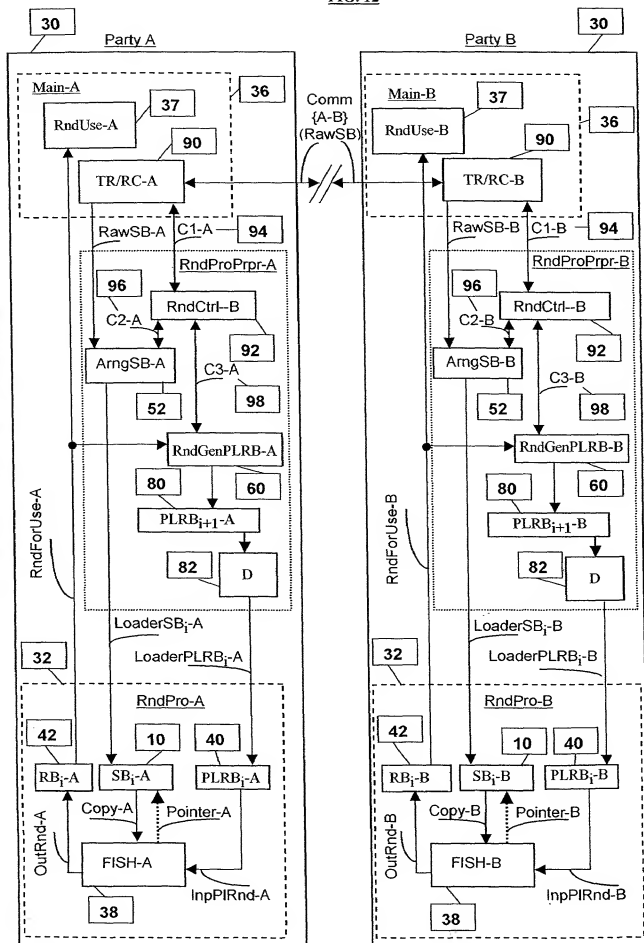 Party A
30
Main-A
37
36
RndUse-A
90
TR/RC-A
RawSB-A
C1-A
94
RndProPrpr-A
96
RndCtrl--B
C2-A
92
ArngSB-A
52
C3-A
98
RndGenPLRB-A
80
60
PLRBi+1-A
82
D
RndForUse-A
LoaderSBi-A
32
LoaderPLRBi-A
RndPro-A
42
10
40
RBi-A
SBi-A
PLRBi-A
Copy-A
Pointer-A
OutRnd-A
FISH-A
38
InpPlRnd-A
Comm
{A-B}
(RawSB)
Party B
30
Main-B
37
36
RndUse-B
90
TR/RC-B
RawSB-B
C1-B
94
RndProPrpr-B
96
RndCtrl--B
C2-B
92
ArngSB-B
52
C3-B
98
RndGenPLRB-B
80
60
PLRBi+1-B
82
D
RndForUse-B
LoaderSBi-B
32
LoaderPLRBi-B
RndPro-B
42
10
40
RBi-B
SBi-B
PLRBi-B
Copy-B
Pointer-B
OutRnd-B
FISH-B
38
InpPlRnd-B